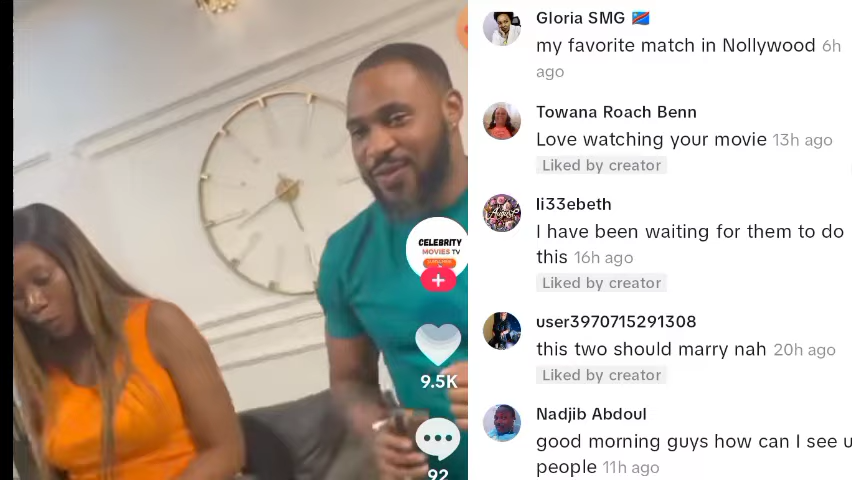 CELEBRITY
MOVIES TV
9.5K
92
Gloria SMG 🇨🇩
my favorite match in Nollywood 6h
ago
Towana Roach Benn
Love watching your movie 13h ago
Liked by creator
li33ebeth
I have been waiting for them to do
this 16h ago
Liked by creator
user3970715291308
this two should marry nah 20h ago
Liked by creator
Nadjib Abdoul
good morning guys how can I see u
people 11h ago